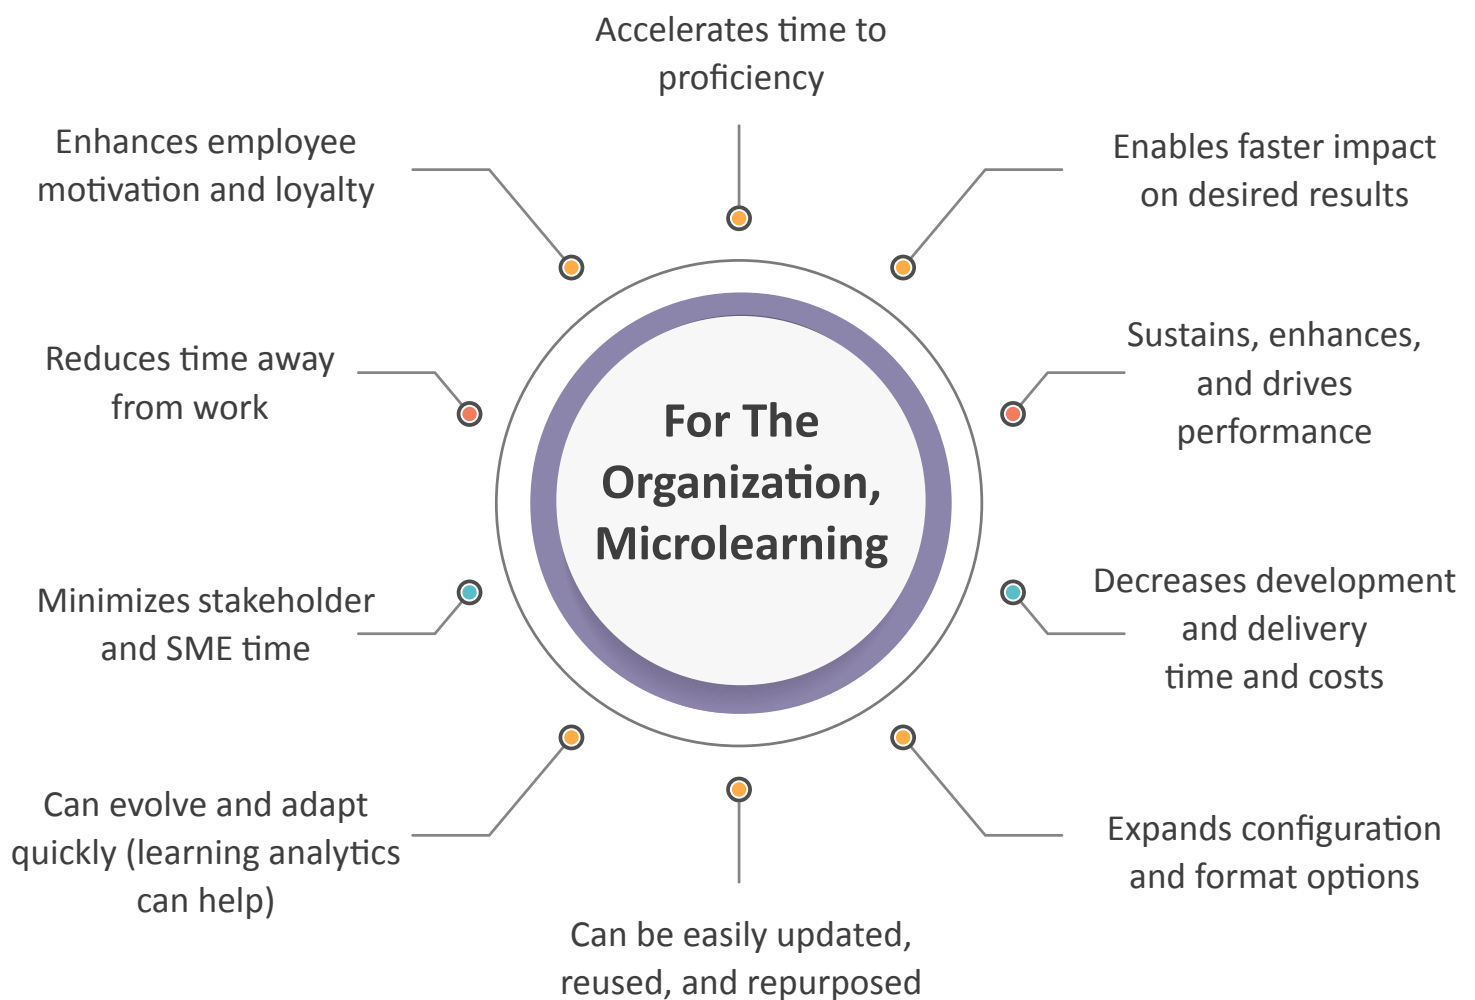 Accelerates time to
proficiency
Enhances employee
motivation and loyalty
Enables faster impact
on desired results
Reduces time away
from work
Sustains, enhances,
and drives
performance
For The
Organization,
Microlearning
Minimizes stakeholder
and SME time
Decreases development
and delivery
time and costs
Can evolve and adapt
quickly (learning analytics
can help)
Expands configuration
and format options
Can be easily updated,
reused, and repurposed